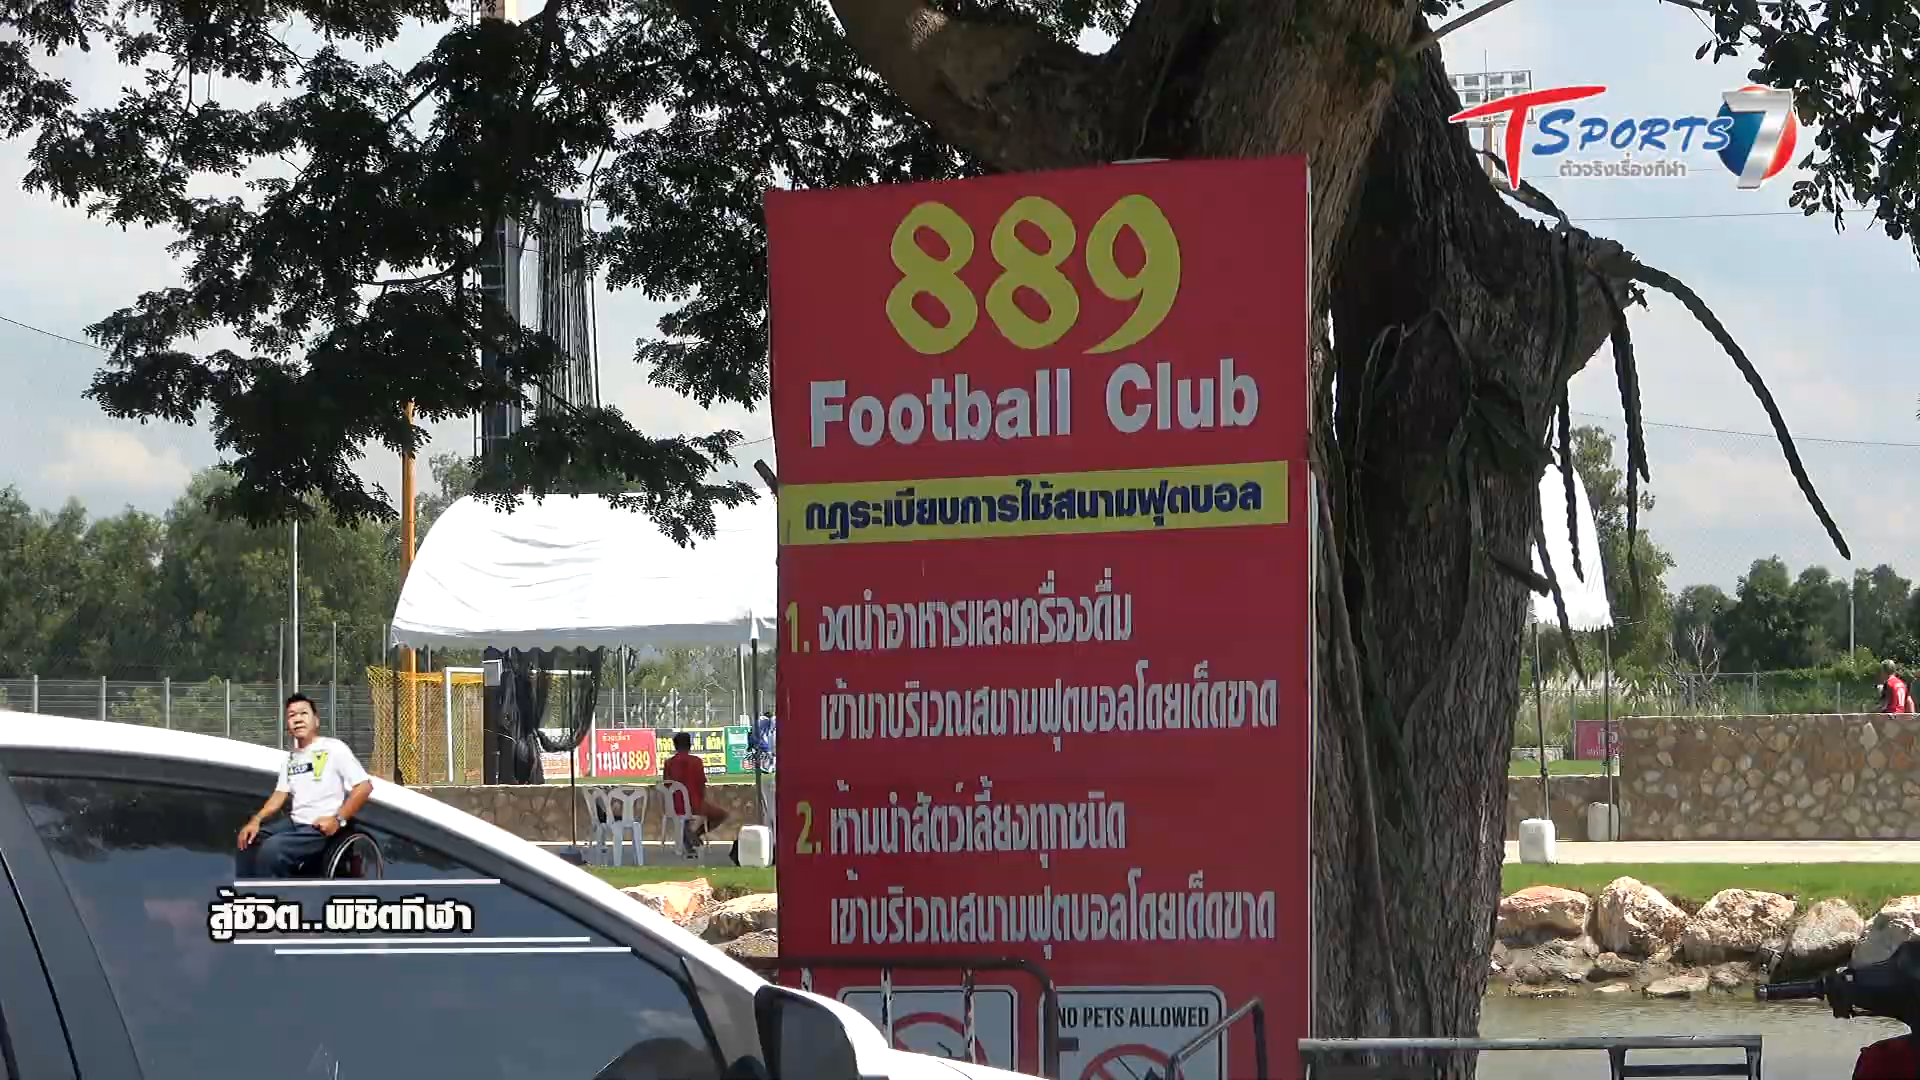 TSPORTS7
ตัวจริงเรื่องกีฬา
889
Football Club
กฎระเบียบการใช้สนามฟุตบอล
1. งดนำอาหารและเครื่องดื่ม
เข้ามาบริเวณสนามฟุตบอลโดยเด็ดขาด
2. ห้ามนำสัตว์เลี้ยงทุกชนิด
เข้าบริเวณสนามฟุตบอลโดยเด็ดขาด
NO PETS ALLOWED
สู้ชีวิต..พิชิตกีฬา